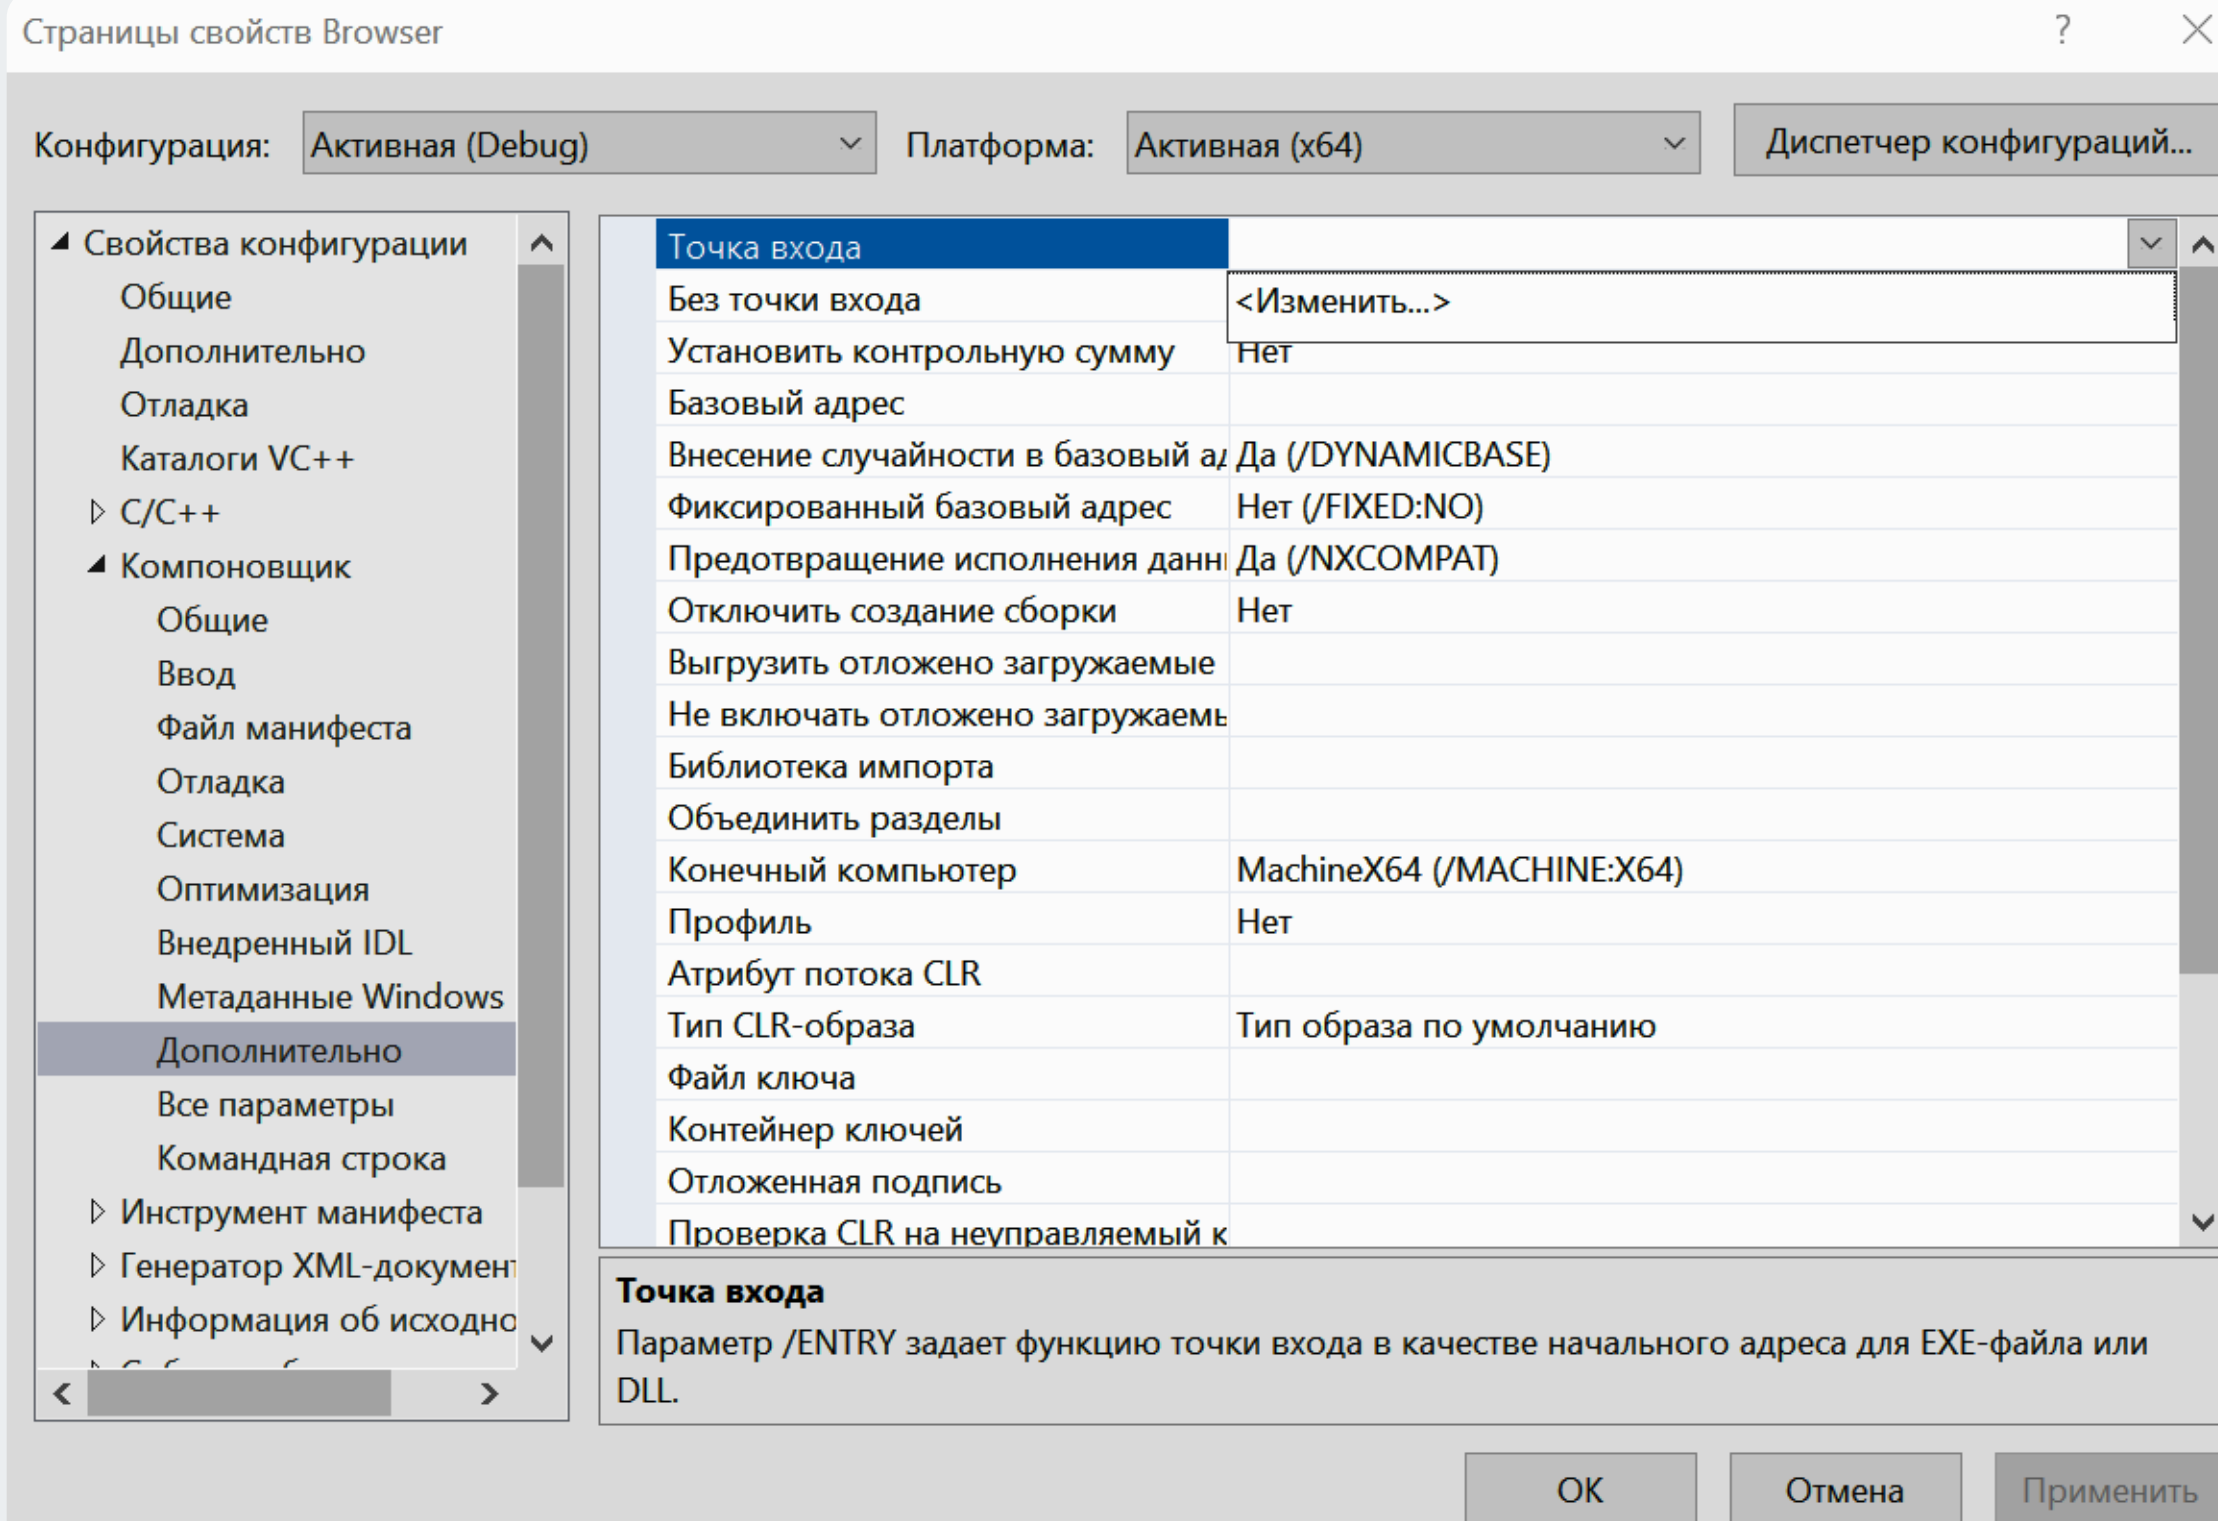 Страницы свойств Browser
?
Конфигурация: Активная (Debug) Платформа: Активная (x64) Диспетчер конфигураций...
Свойства конфигурации
Общие
Дополнительно
Отладка
Каталоги VC++
C/C++
Компоновщик
Общие
Ввод
Файл манифеста
Отладка
Система
Оптимизация
Внедренный IDL
Метаданные Windows
Дополнительно
Все параметры
Командная строка
Инструмент манифеста
Генератор XML-документ
Информация об исходно
Точка входа
<Изменить...>
Без точки входа
Установить контрольную сумму Нет
Базовый адрес
Внесение случайности в базовый ад Да (/DYNAMICBASE)
Фиксированный базовый адрес Нет (/FIXED:NO)
Предотвращение исполнения данн Да (/NXCOMPAT)
Отключить создание сборки Нет
Выгрузить отложено загружаемые
Не включать отложено загружаемы
Библиотека импорта
Объединить разделы
Конечный компьютер MachineX64 (/MACHINE:X64)
Профиль Нет
Атрибут потока CLR
Тип CLR-образа Тип образа по умолчанию
Файл ключа
Контейнер ключей
Отложенная подпись
Проверка CLR на неуправляемый к
Точка входа
Параметр /ENTRY задает функцию точки входа в качестве начального адреса для EXE-файла или
DLL.
ОК Отмена Применить